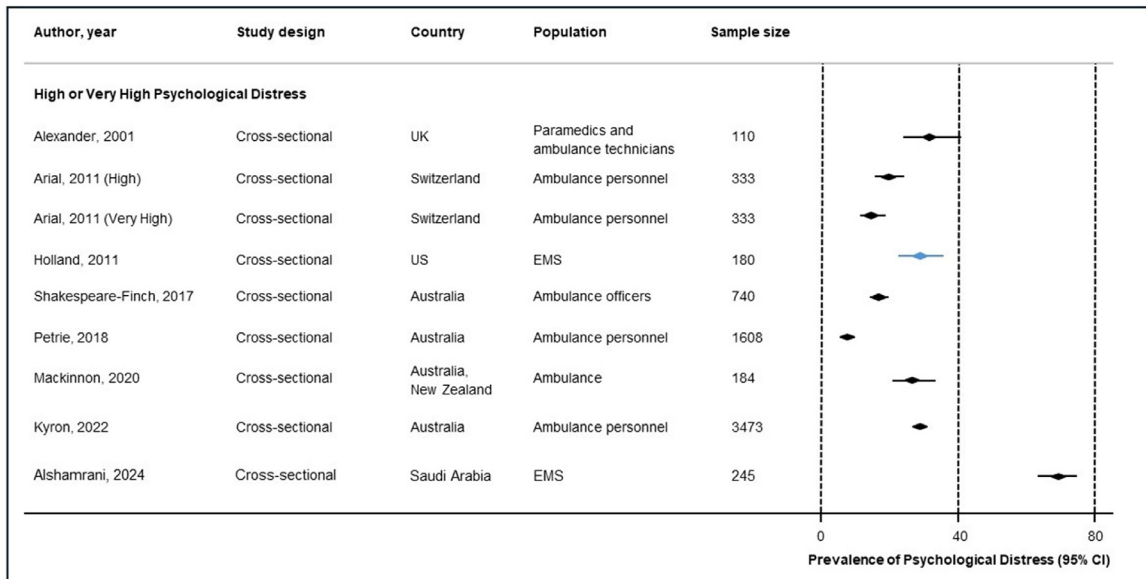 Author, year Study design Country Population Sample size
High or Very High Psychological Distress
Alexander, 2001 Cross-sectional UK Paramedics and ambulance technicians 110
Arial, 2011 (High) Cross-sectional Switzerland Ambulance personnel 333
Arial, 2011 (Very High) Cross-sectional Switzerland Ambulance personnel 333
Holland, 2011 Cross-sectional US EMS 180
Shakespeare-Finch, 2017 Cross-sectional Australia Ambulance officers 740
Petrie, 2018 Cross-sectional Australia Ambulance personnel 1608
Mackinnon, 2020 Cross-sectional Australia, New Zealand Ambulance 184
Kyron, 2022 Cross-sectional Australia Ambulance personnel 3473
Alshamrani, 2024 Cross-sectional Saudi Arabia EMS 245
0 40 80
Prevalence of Psychological Distress (95% CI)